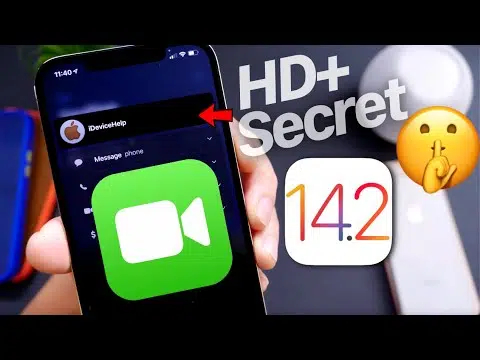 11:40
HD+
Secret
iDeviceHelp
Message phone
14.2
$